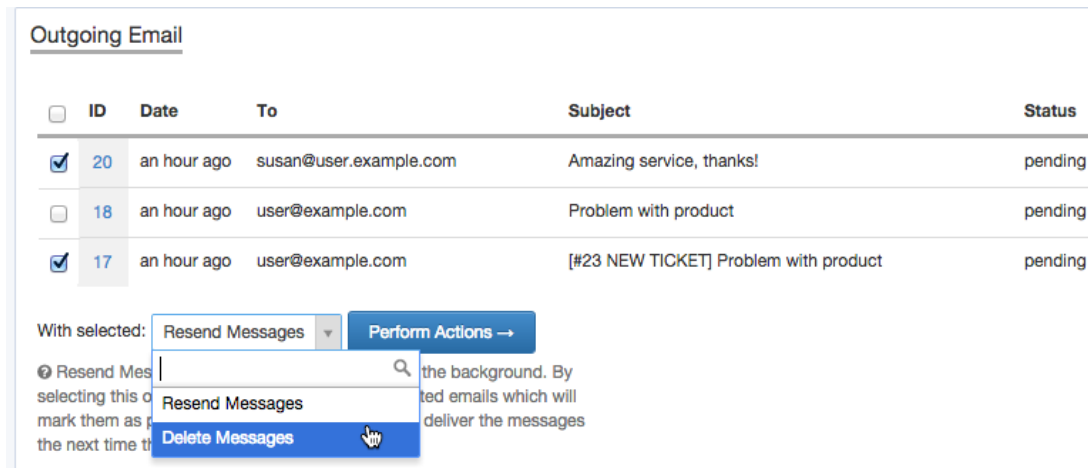 Outgoing Email
ID Date To Subject Status
20 an hour ago susan@user.example.com Amazing service, thanks! pending
18 an hour ago user@example.com Problem with product pending
17 an hour ago user@example.com [#23 NEW TICKET] Problem with product pending
With selected: Resend Messages Perform Actions →
Resend Mes the background. By
selecting this emails which will
Resend Messages
mark them as deliver the messages
Delete Messages
the next time